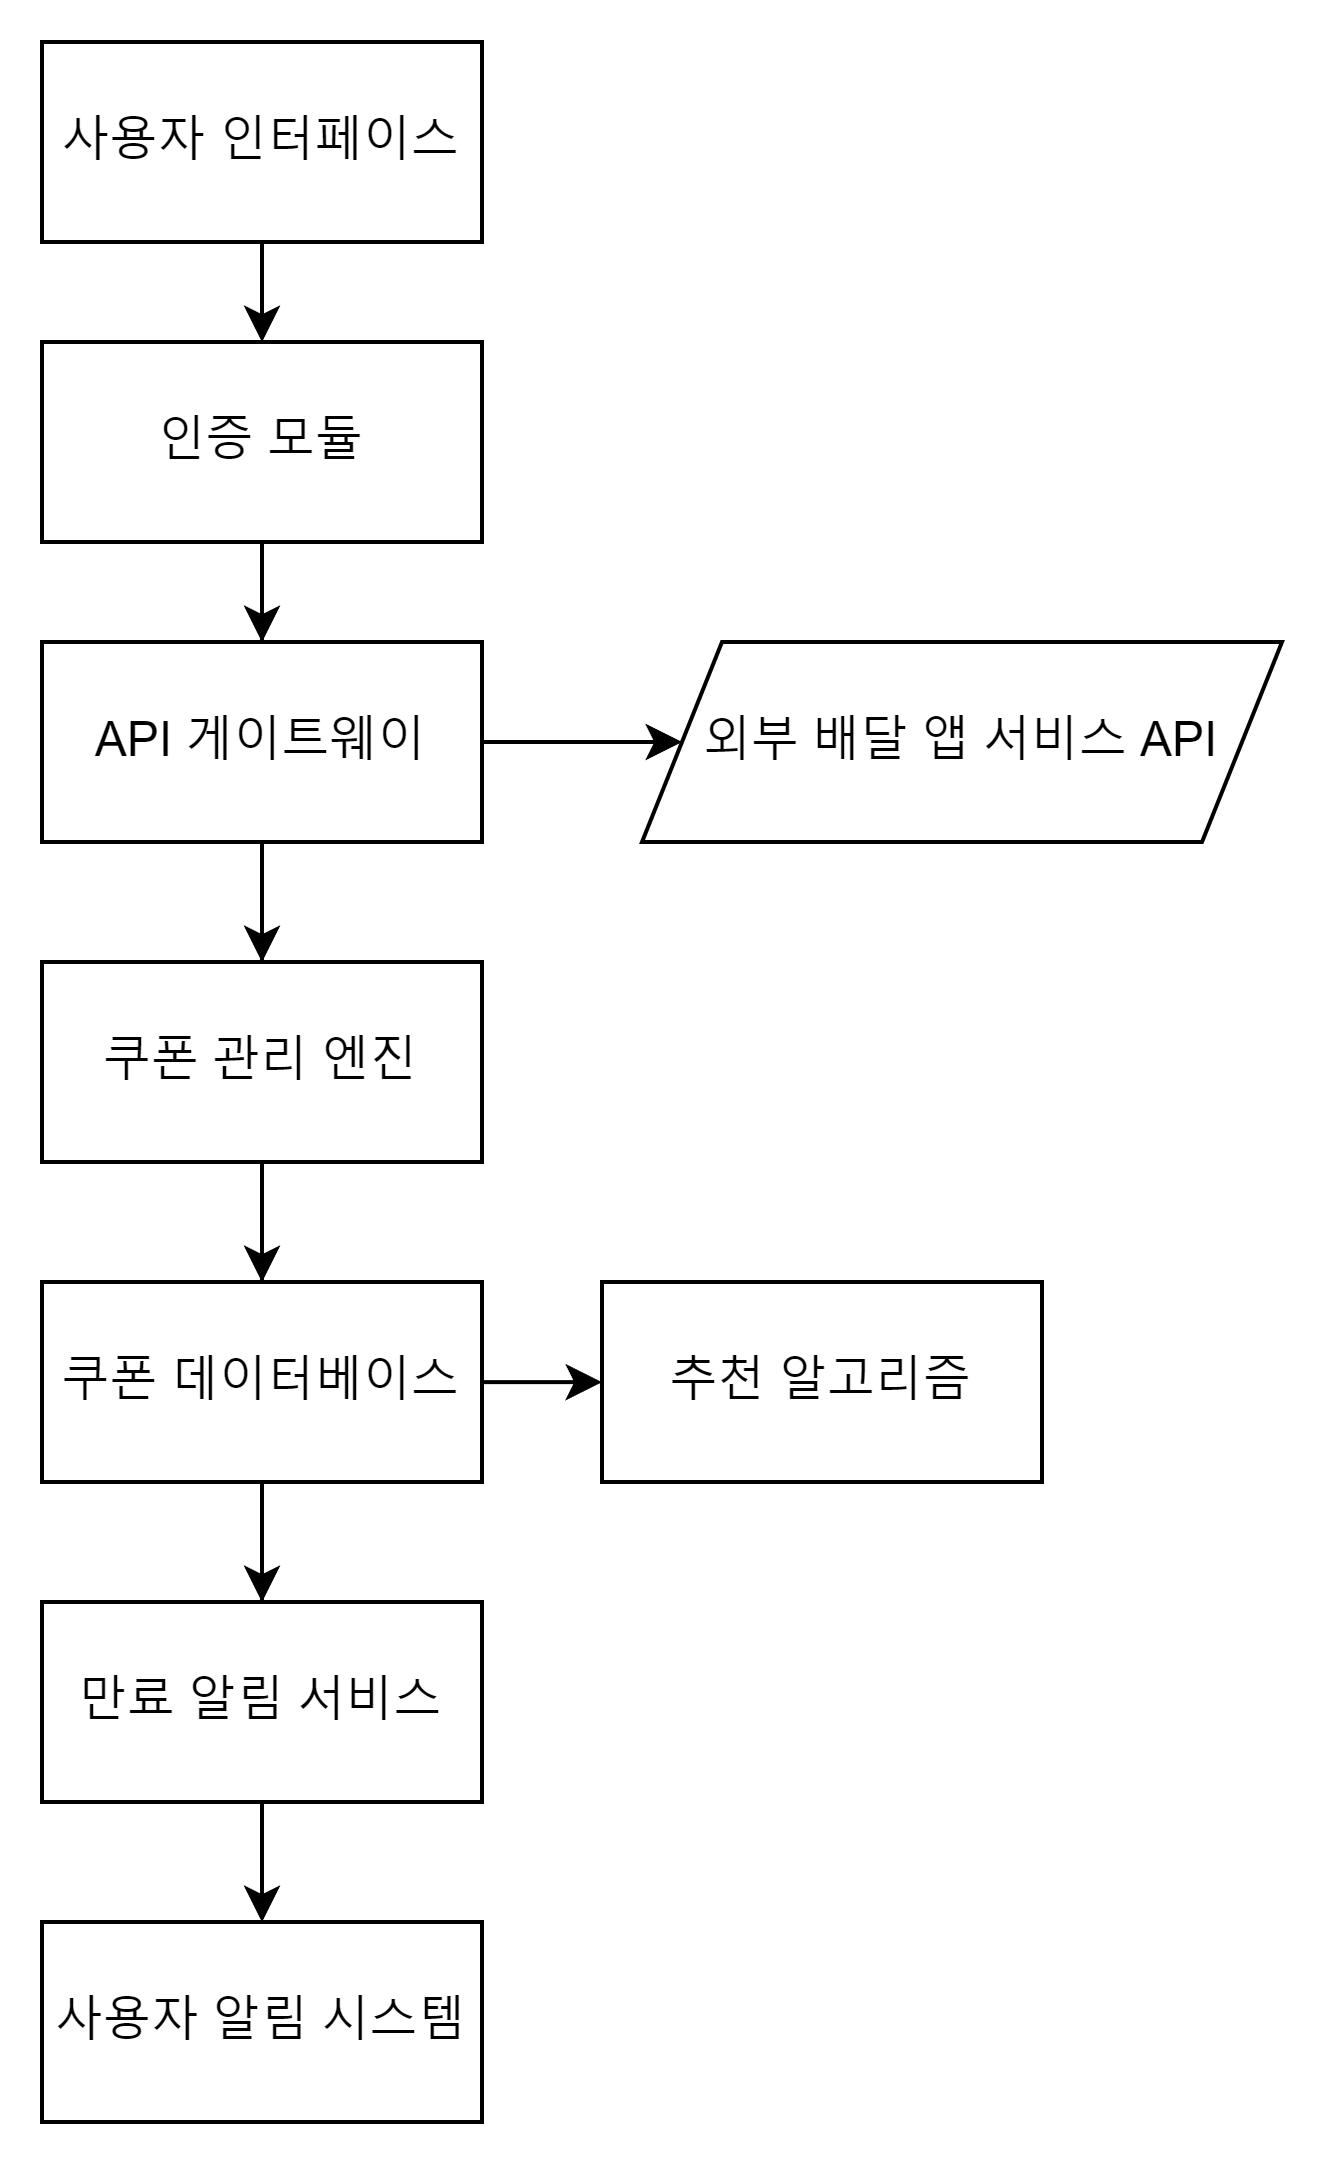 사용자 인터페이스
인증 모듈
API 게이트웨이
외부 배달 앱 서비스 API
쿠폰 관리 엔진
쿠폰 데이터베이스
추천 알고리즘
만료 알림 서비스
사용자 알림 시스템